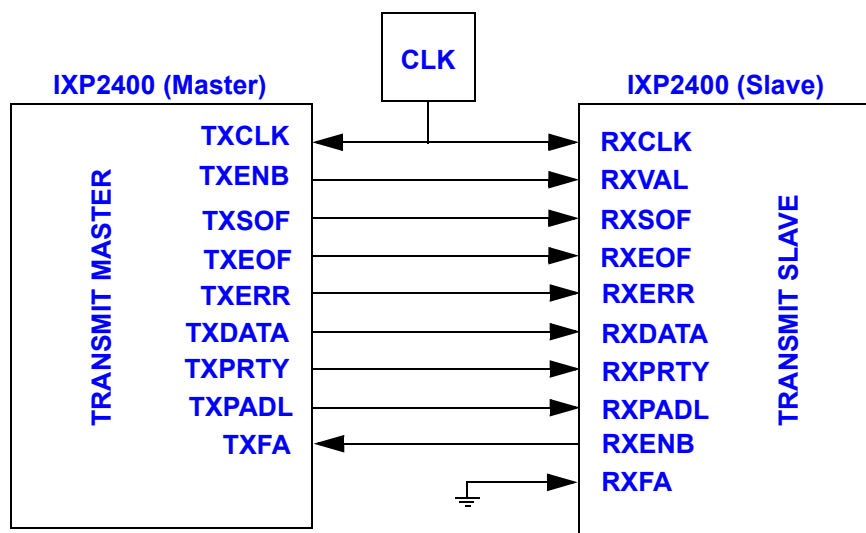 CLK
IXP2400 (Master)
IXP2400 (Slave)
TRANSMIT MASTER
TXCLK
TXENB
TXSOF
TXEOF
TXERR
TXDATA
TXPRTY
TXPADL
TXFA
RXCLK
RXVAL
RXSOF
RXEOF
RXERR
RXDATA
RXPRTY
RXPADL
RXENB
RXFA
TRANSMIT SLAVE